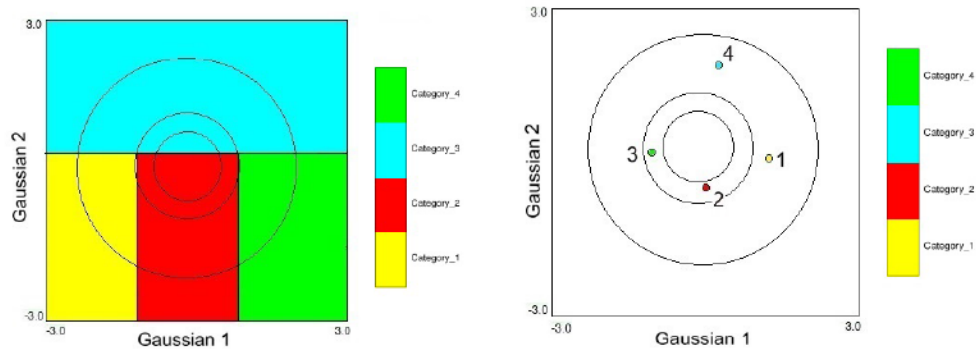 3.0
Gaussian 2
-3.0
-3.0
3.0
Gaussian 1
Category_4
Category_3
Category_2
Category_1
3.0
Gaussian 2
-3.0
-3.0
3.0
Gaussian 1
4
3
1
2
Category_4
Category_3
Category_2
Category_1